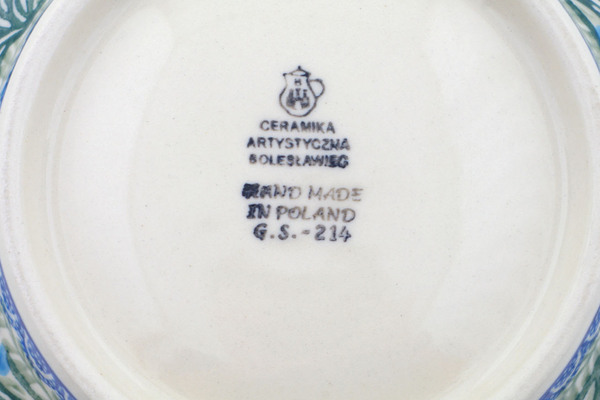 CERAMIKA
ARTYSTYCZNA
BOLESŁAWIEC
HAND MADE
IN POLAND
G.S.-214